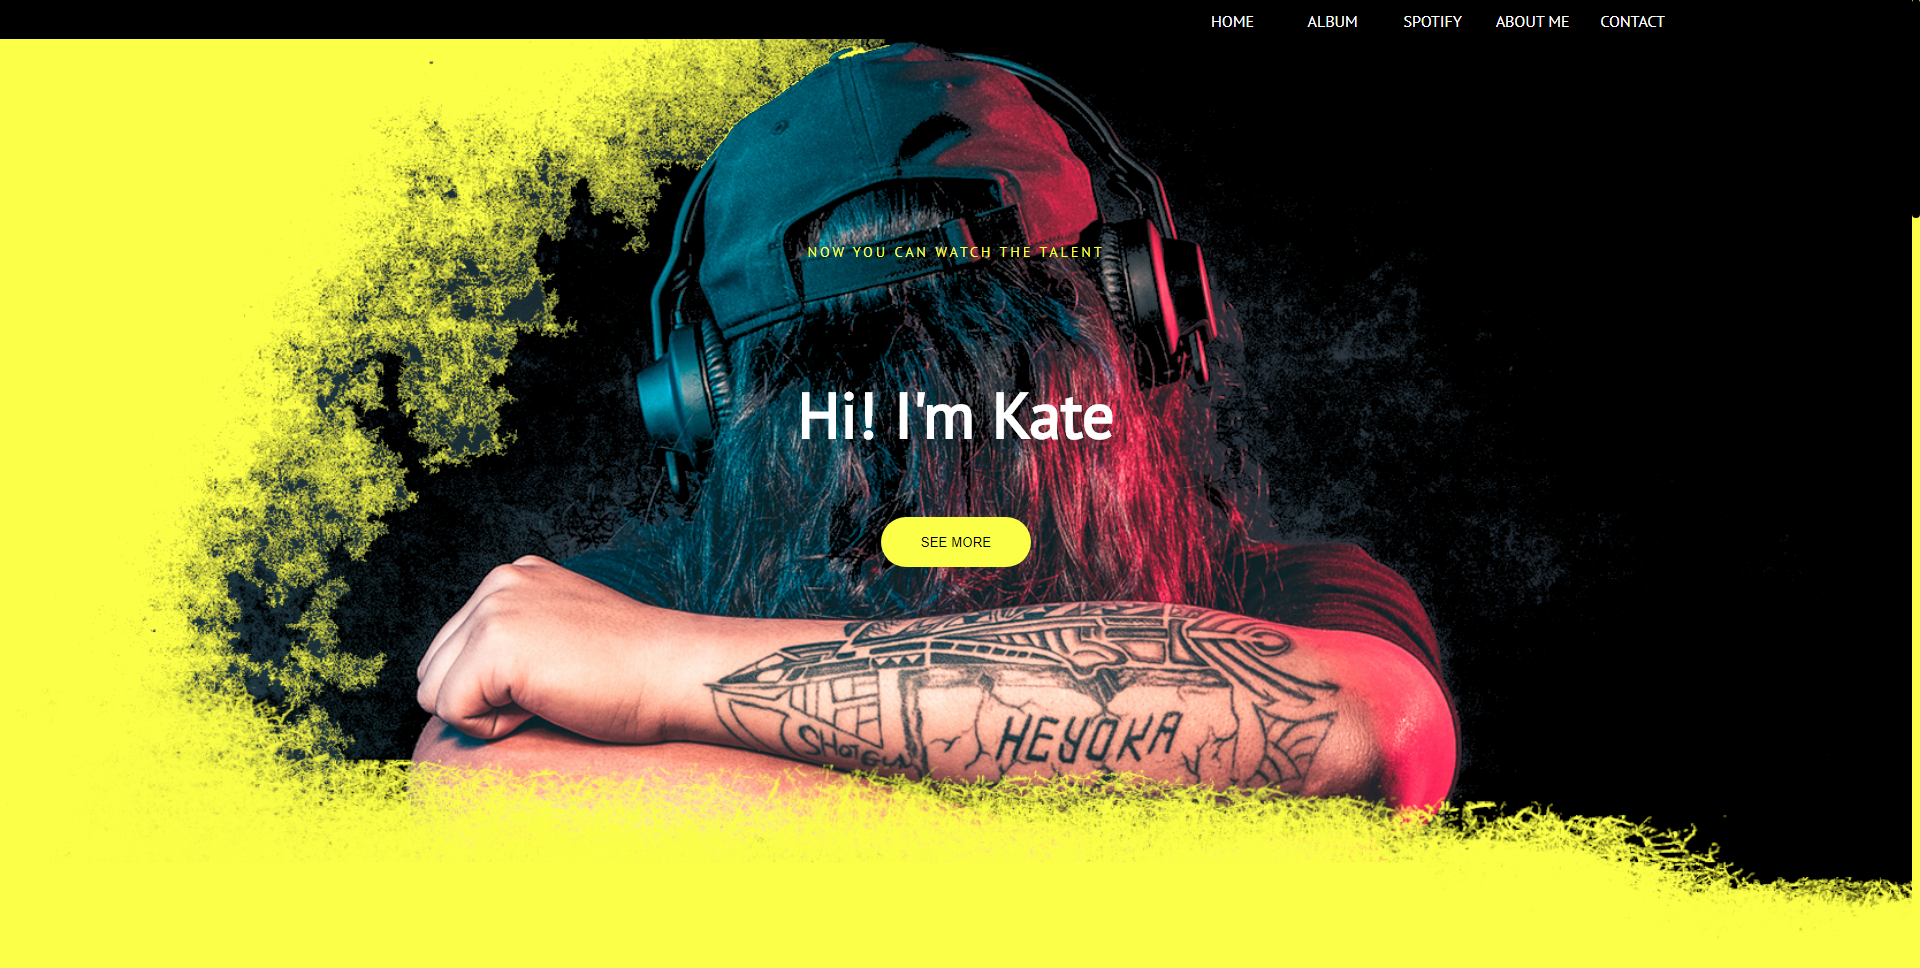 HOME ALBUM SPOTIFY ABOUT ME CONTACT
NOW YOU CAN WATCH THE TALENT
Hi! I'm Kate
SEE MORE
SHOTGUN
HEYOKA